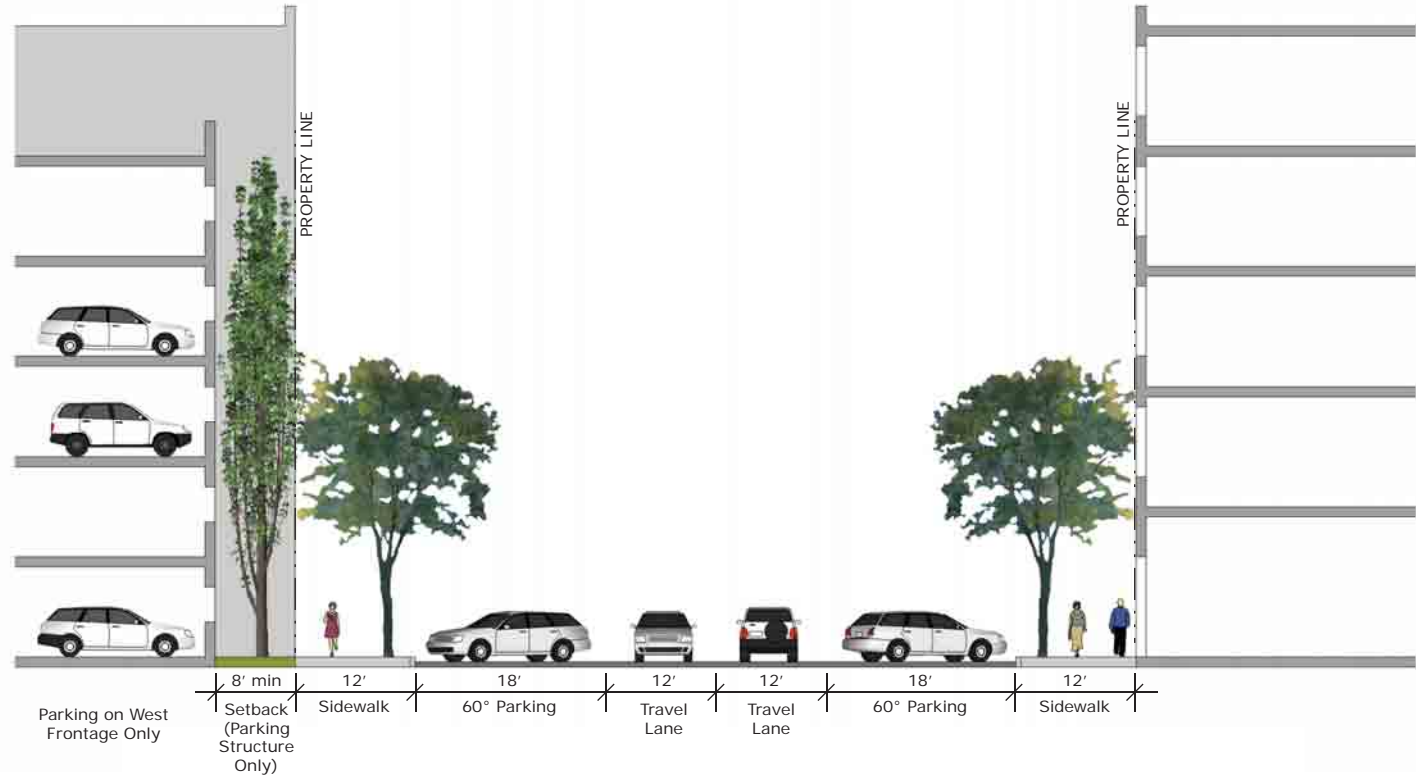 PROPERTY LINE
PROPERTY LINE
8' min
12'
18'
12'
12'
18'
12'
Parking on West
Frontage Only
Setback
(Parking
Structure
Only)
Sidewalk
60° Parking
Travel
Lane
Travel
Lane
60° Parking
Sidewalk